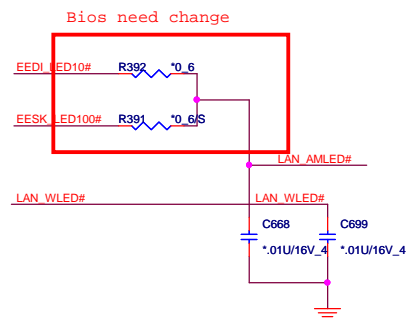 Bios need change
EEDI_LED10# R392 *0_6
EESK_LED100# R391 *0_6/S
LAN_AMLED#
LAN_WLED# LAN_WLED#
C668 C699
*.01U/16V_4 *.01U/16V_4